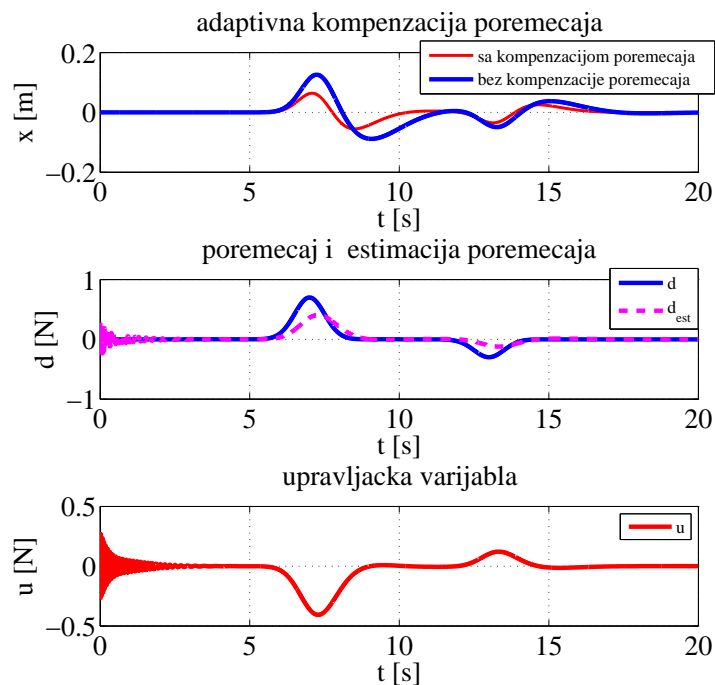 adaptivna kompenzacija poremecaja
sa kompenzacijom poremecaja
bez kompenzacije poremecaja
x [m]
0.2
0
−0.2
0 5 10 15 20
t [s]
poremecaj i estimacija poremecaja
d
d_est
d [N]
1
0
−1
0 5 10 15 20
t [s]
upravljacka varijabla
u
u [N]
0.5
0
−0.5
0 5 10 15 20
t [s]